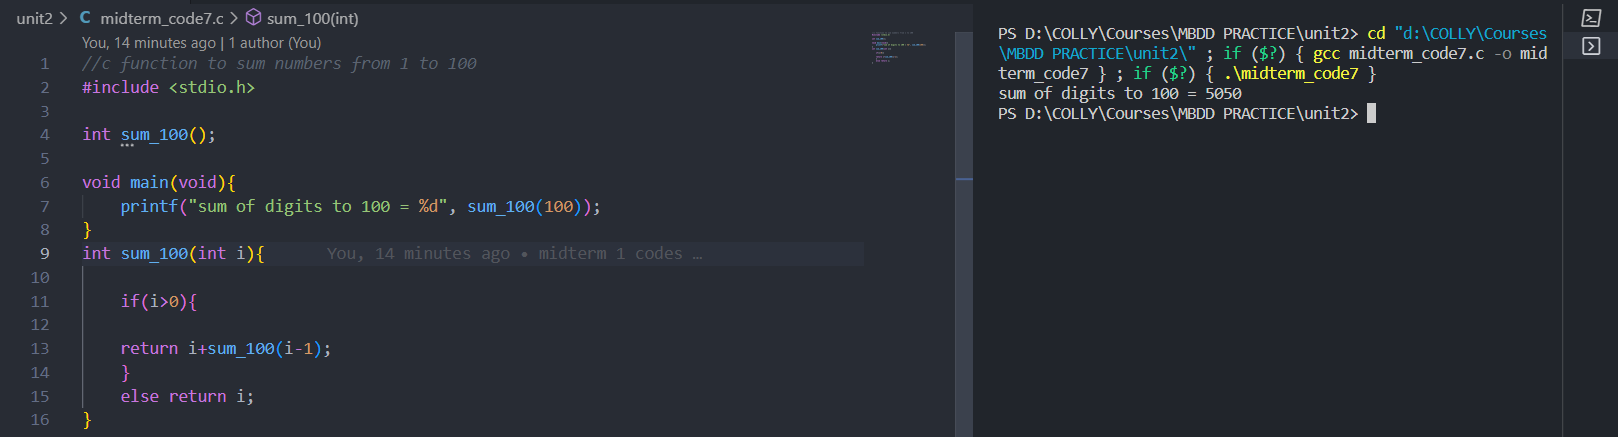 unit2 > C midterm_code7.c > sum_100(int)
You, 14 minutes ago | 1 author (You)
1 //c function to sum numbers from 1 to 100
2 #include <stdio.h>
3
4 int sum_100();
5
6 void main(void){
7 printf("sum of digits to 100 = %d", sum_100(100));
8 }
9 int sum_100(int i){ You, 14 minutes ago • midterm 1 codes …
10
11 if(i>0){
12
13 return i+sum_100(i-1);
14 }
15 else return i;
16 }
PS D:\COLLY\Courses\MBDD PRACTICE\unit2> cd "d:\COLLY\Courses
\MBDD PRACTICE\unit2\" ; if ($?) { gcc midterm_code7.c -o mid
term_code7 } ; if ($?) { .\midterm_code7 }
sum of digits to 100 = 5050
PS D:\COLLY\Courses\MBDD PRACTICE\unit2>